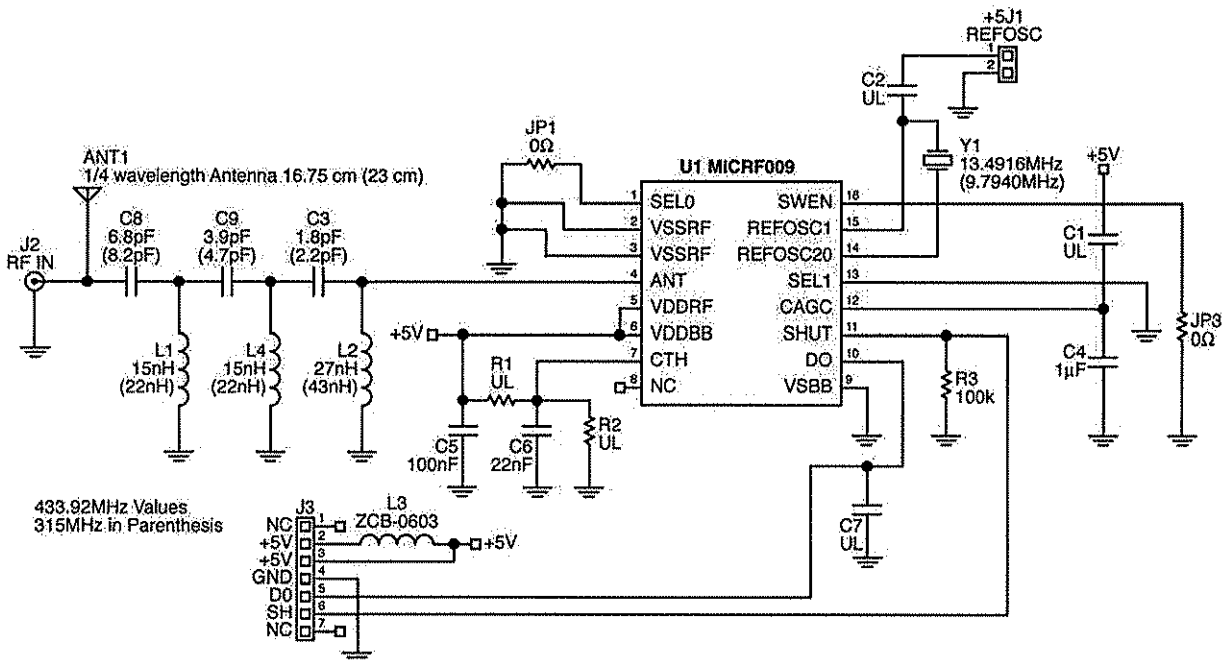 +5J1
REFOSC
1
2
C2
UL
JP1
0Ω
Y1
13.4916MHz
(9.7940MHz)
+5V
U1 MICRF009
ANT1
1/4 wavelength Antenna 16.75 cm (23 cm)
1 SEL0 SWEN 16
2 VSSRF REFOSC1 15
3 VSSRF REFOSC20 14
4 ANT SEL1 13
5 VDDRF CAGC 12
6 VDDBB SHUT 11
7 CTH DO 10
8 NC VSBB 9
J2
RF IN
C8
6.8pF
(8.2pF)
C9
3.9pF
(4.7pF)
C3
1.8pF
(2.2pF)
C1
UL
L1
15nH
(22nH)
L4
15nH
(22nH)
L2
27nH
(43nH)
+5V
R1
UL
R2
UL
C5
100nF
C6
22nF
R3
100k
C4
1µF
JP3
0Ω
433.92MHz Values
315MHz in Parenthesis
J3
L3
ZCB-0603
+5V
NC 1
+5V 2
+5V 3
GND 4
D0 5
SH 6
NC 7
C7
UL